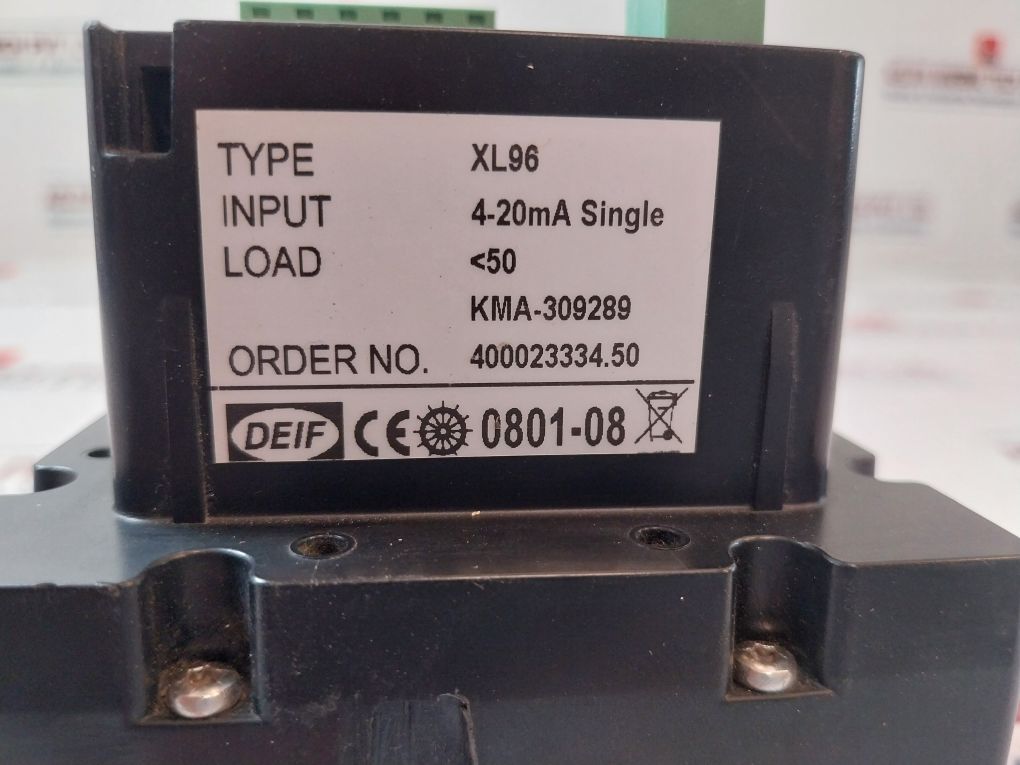 TYPE XL96
INPUT 4-20mA Single
LOAD <50
KMA-309289
ORDER NO. 400023334.50
DEIF CE 0801-08